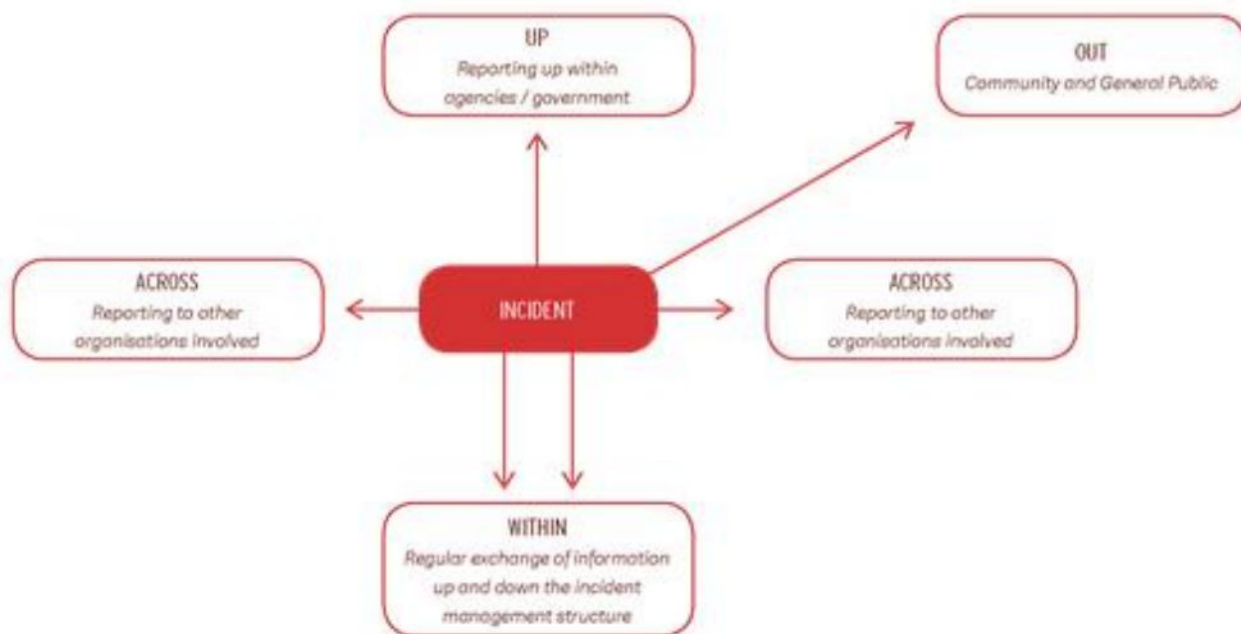 UP
Reporting up within
agencies / government
OUT
Community and General Public
ACROSS
Reporting to other
organisations involved
INCIDENT
ACROSS
Reporting to other
organisations involved
WITHIN
Regular exchange of information
up and down the incident
management structure